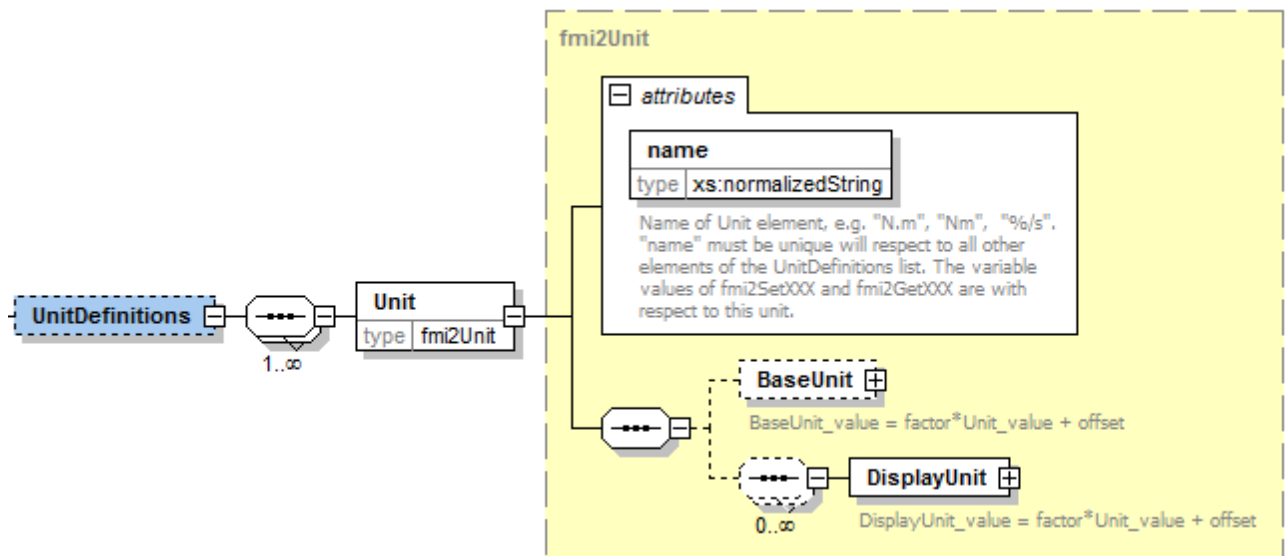 fmi2Unit
attributes
name
type xs:normalizedString
Name of Unit element, e.g. "N.m", "Nm", "%/s".
"name" must be unique will respect to all other
elements of the UnitDefinitions list. The variable
values of fmi2SetXXX and fmi2GetXXX are with
respect to this unit.
UnitDefinitions
1..∞
Unit
type fmi2Unit
BaseUnit
BaseUnit_value = factor*Unit_value + offset
0..∞
DisplayUnit
DisplayUnit_value = factor*Unit_value + offset